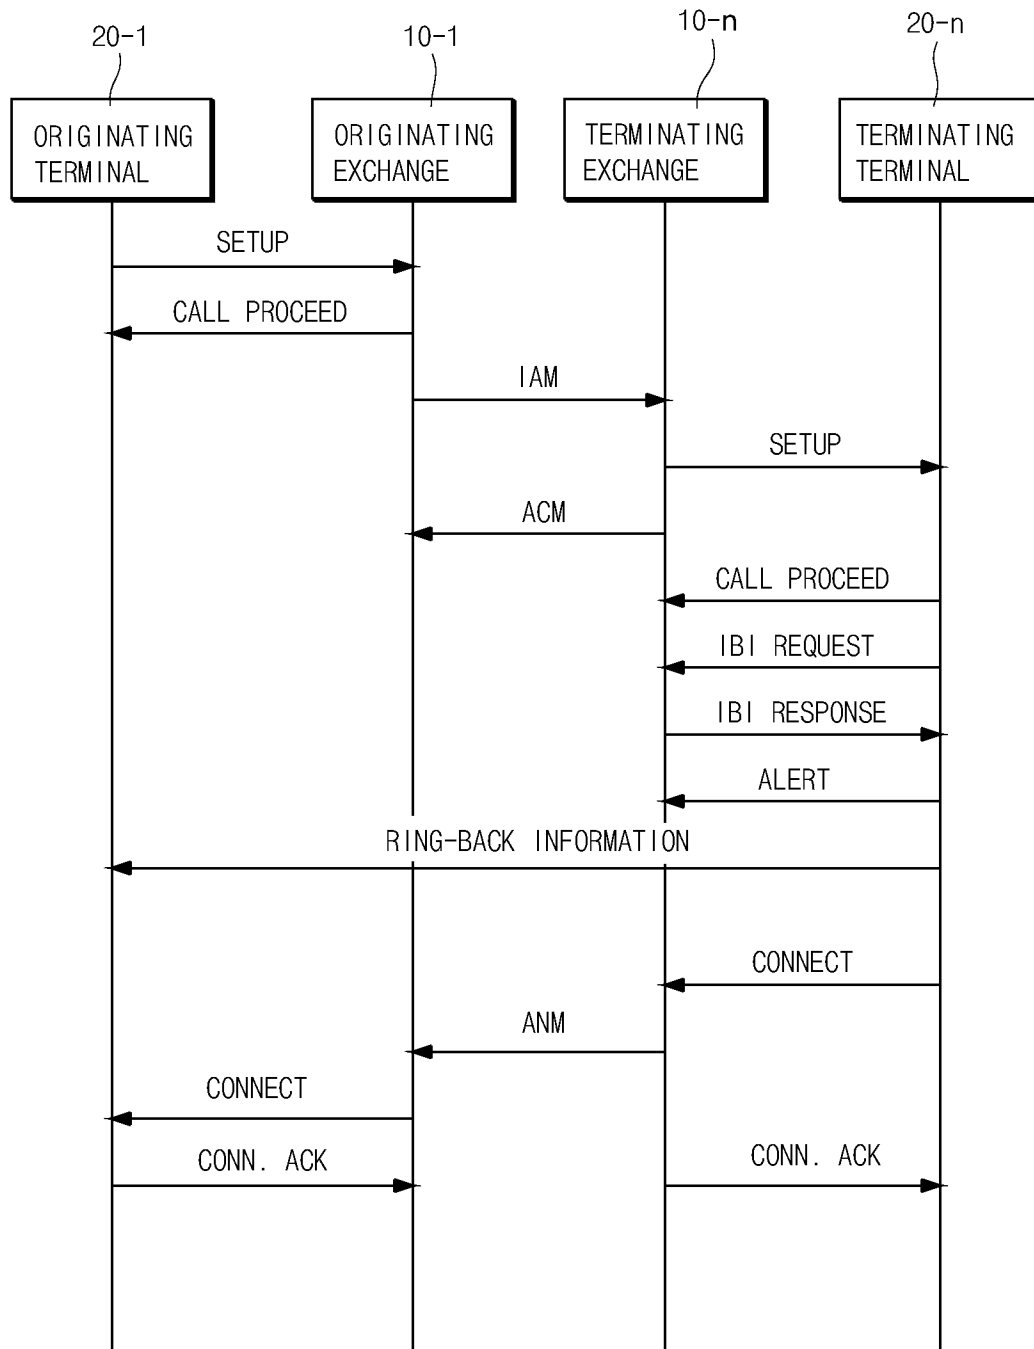 20-1
10-1
10-n
20-n
ORIGINATING
TERMINAL
ORIGINATING
EXCHANGE
TERMINATING
EXCHANGE
TERMINATING
TERMINAL
SETUP
CALL PROCEED
IAM
SETUP
ACM
CALL PROCEED
IBI REQUEST
IBI RESPONSE
ALERT
RING-BACK INFORMATION
CONNECT
ANM
CONNECT
CONN. ACK
CONN. ACK